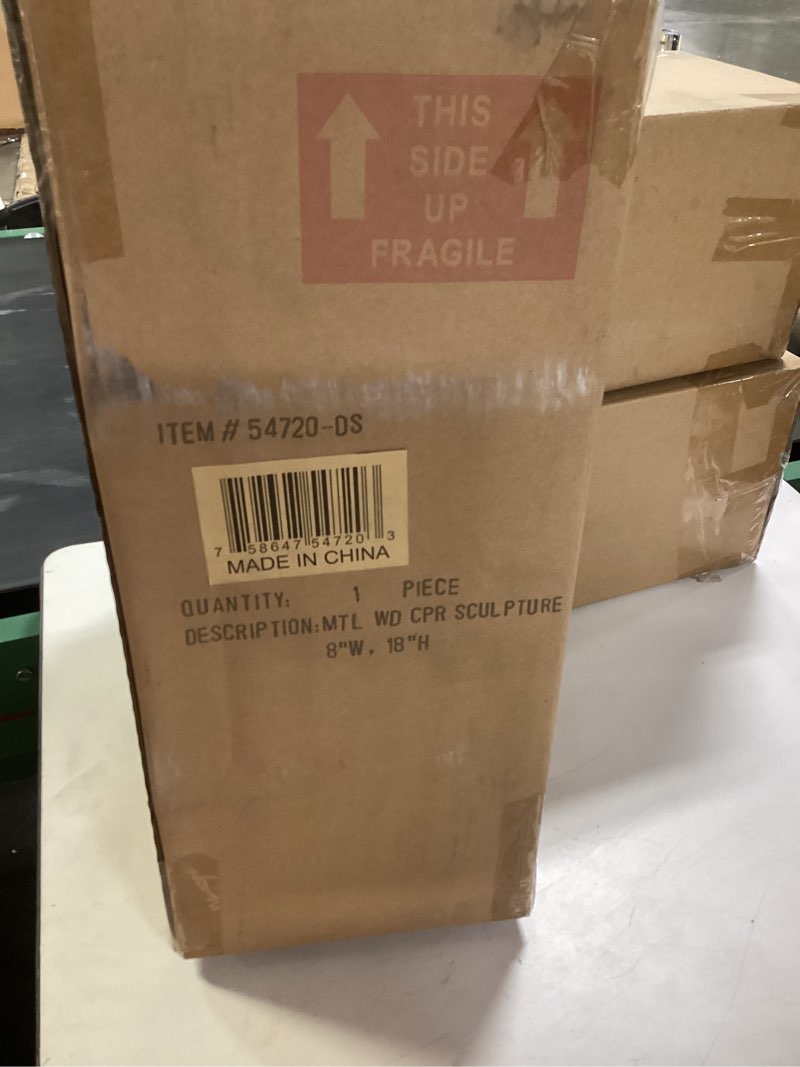 THIS
SIDE
UP
FRAGILE
ITEM # 54720-DS
7 58647 54720 3
MADE IN CHINA
QUANTITY: 1 PIECE
DESCRIPTION:MTL WD CPR SCULPTURE
8"W. 18"H